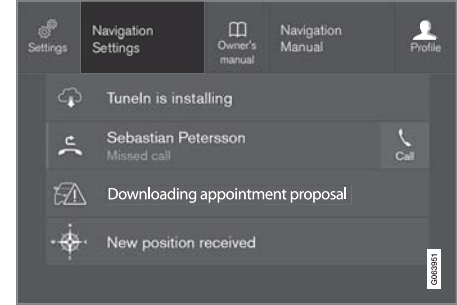 Settings
Navigation
Settings
Owner's
manual
Navigation
Manual
Profile
TuneIn is installing
Sebastian Petersson
Missed call
Call
Downloading appointment proposal
New position received
G063951